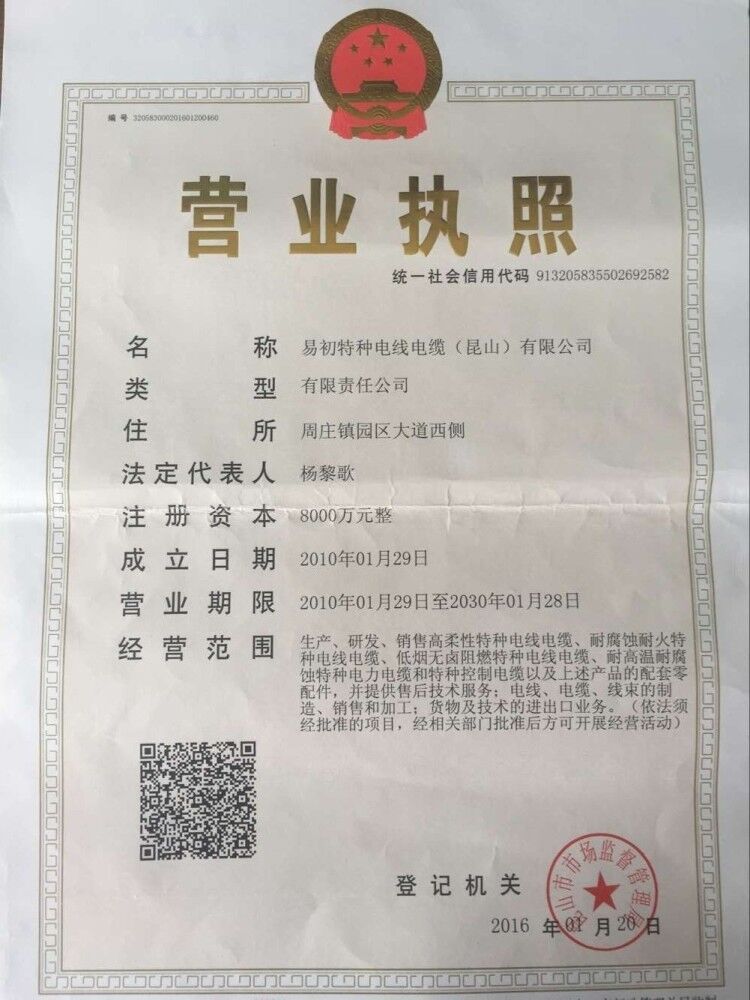 编号 320583000201601200460
营业执照
统一社会信用代码 913205835502692582
名称 易初特种电线电缆（昆山）有限公司
类型 有限责任公司
住所 周庄镇园区大道西侧
法定代表人 杨黎歌
注册资本 8000万元整
成立日期 2010年01月29日
营业期限 2010年01月29日至2030年01月28日
经营范围 生产、研发、销售高柔性特种电线电缆、耐腐蚀耐火特
种电线电缆、低烟无卤阻燃特种电线电缆、耐高温耐腐
蚀特种电力电缆和特种控制电缆以及上述产品的配套零
配件，并提供售后技术服务；电线、电缆、线束的制
造、销售和加工；货物及技术的进出口业务。（依法须
经批准的项目，经相关部门批准后方可开展经营活动）
登记机关
昆山市市场监督管理局
2016 年 01 月 20 日